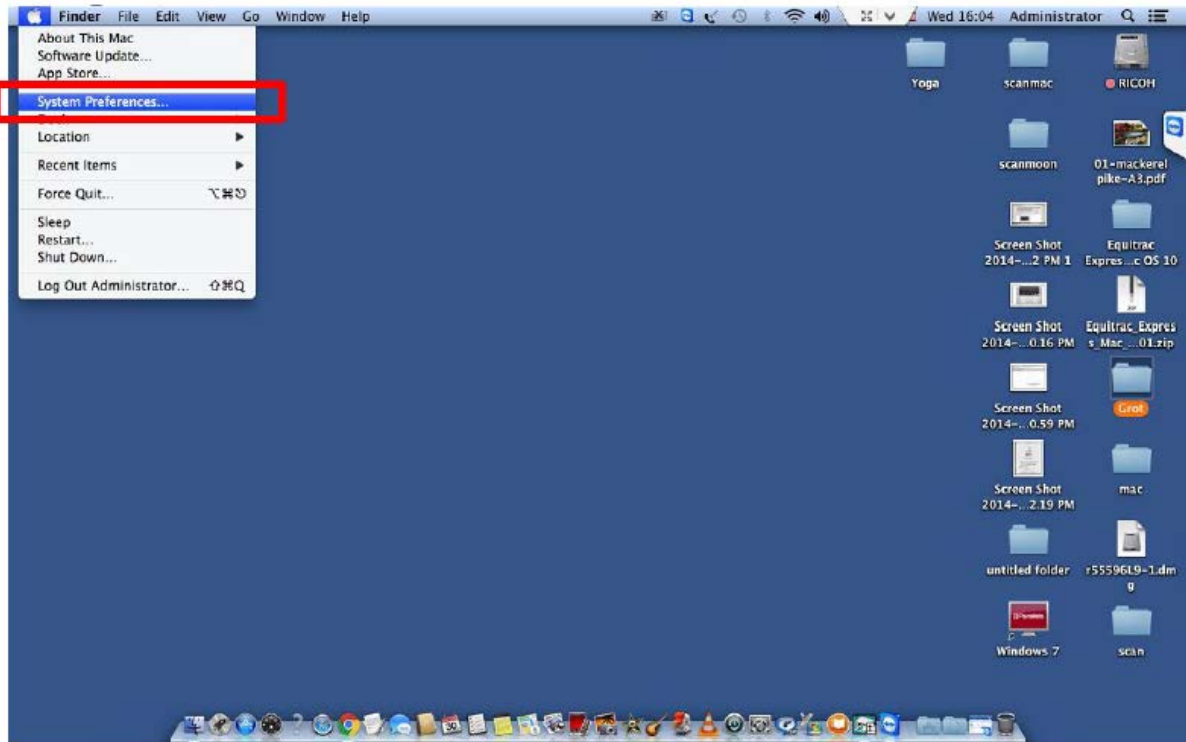 Finder File Edit View Go Window Help Wed 16:04 Administrator
About This Mac
Software Update...
App Store...
System Preferences...
Location
Recent Items
Force Quit...
Sleep
Restart...
Shut Down...
Log Out Administrator... ⇧⌘Q
Yoga
scanmac
RICOH
scanmoon
01-mackerel
pike-A3.pdf
Screen Shot
2014-...2 PM 1
Equitrac
Expres...c OS 10
Screen Shot
2014-...0.16 PM
Equitrac_Expres
s_Mac_...01.zip
Screen Shot
2014-...0.59 PM
Grot
Screen Shot
2014-...2.19 PM
mac
untitled folder
r55596L9-1.dm
g
Windows 7
scan